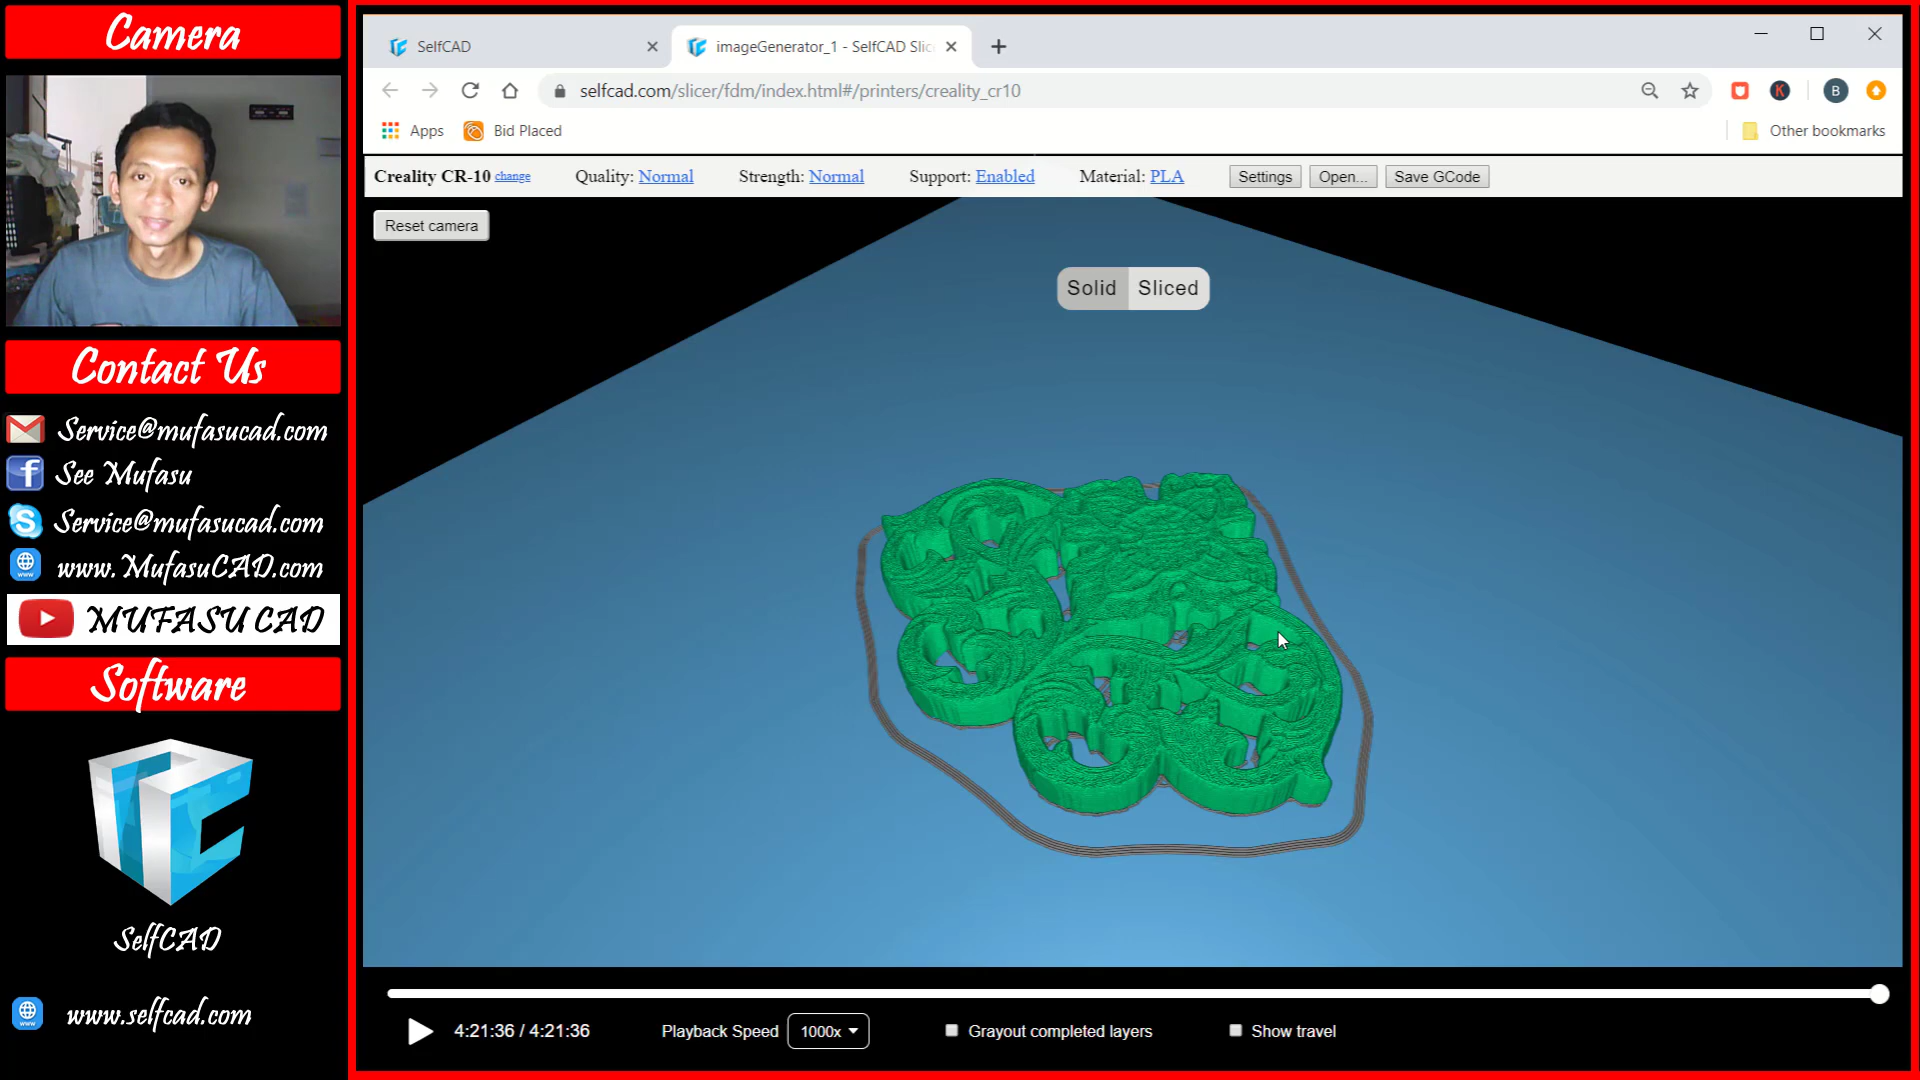 Camera
Contact Us
Service@mufasucad.com
See Mufasu
Service@mufasucad.com
www.MufasuCAD.com
MUFASU CAD
Software
SelfCAD
www.selfcad.com
SelfCAD
imageGenerator_1 - SelfCAD Slic
selfcad.com/slicer/fdm/index.html#/printers/creality_cr10
K
B
Apps
Bid Placed
Other bookmarks
Creality CR-10 change Quality: Normal Strength: Normal Support: Enabled Material: PLA Settings Open... Save GCode
Reset camera
Solid Sliced
4:21:36 / 4:21:36 Playback Speed 1000x Grayout completed layers Show travel